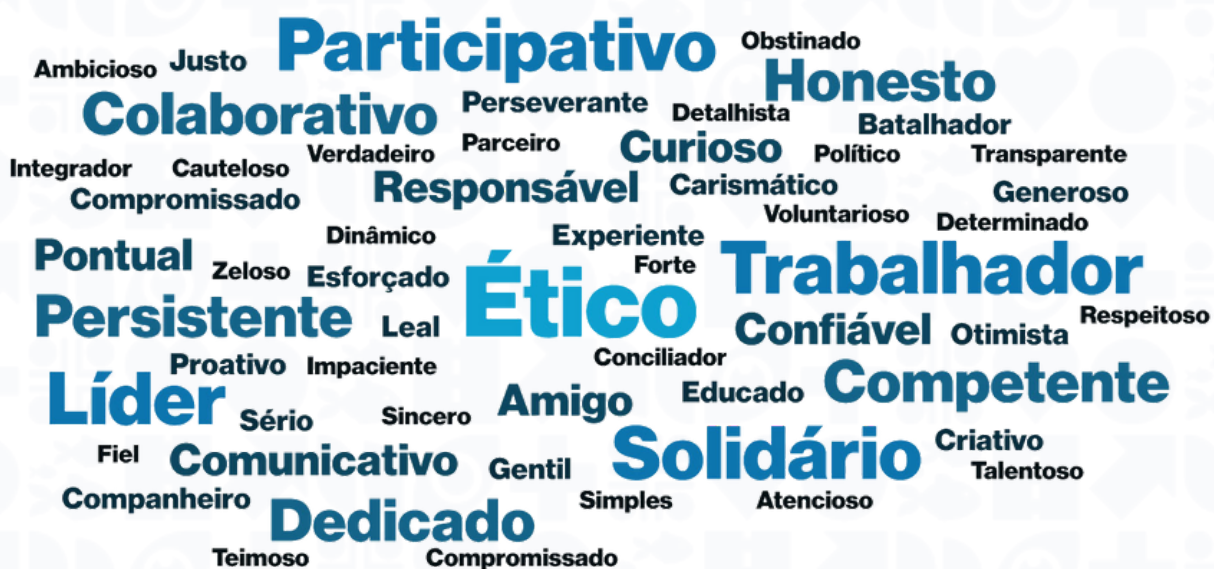 Participativo
Obstinado
Ambicioso
Justo
Honesto
Colaborativo
Perseverante
Detalhista
Batalhador
Integrador
Cauteloso
Verdadeiro
Parceiro
Curioso
Político
Transparente
Compromissado
Responsável
Carismático
Generoso
Voluntarioso
Determinado
Dinâmico
Experiente
Pontual
Zeloso
Esforçado
Ético
Forte
Trabalhador
Persistente
Leal
Confiável
Otimista
Respeitoso
Proativo
Impaciente
Conciliador
Líder
Sério
Sincero
Amigo
Educado
Competente
Fiel
Comunicativo
Gentil
Solidário
Criativo
Talentoso
Companheiro
Dedicado
Simples
Atencioso
Teimoso
Compromissado